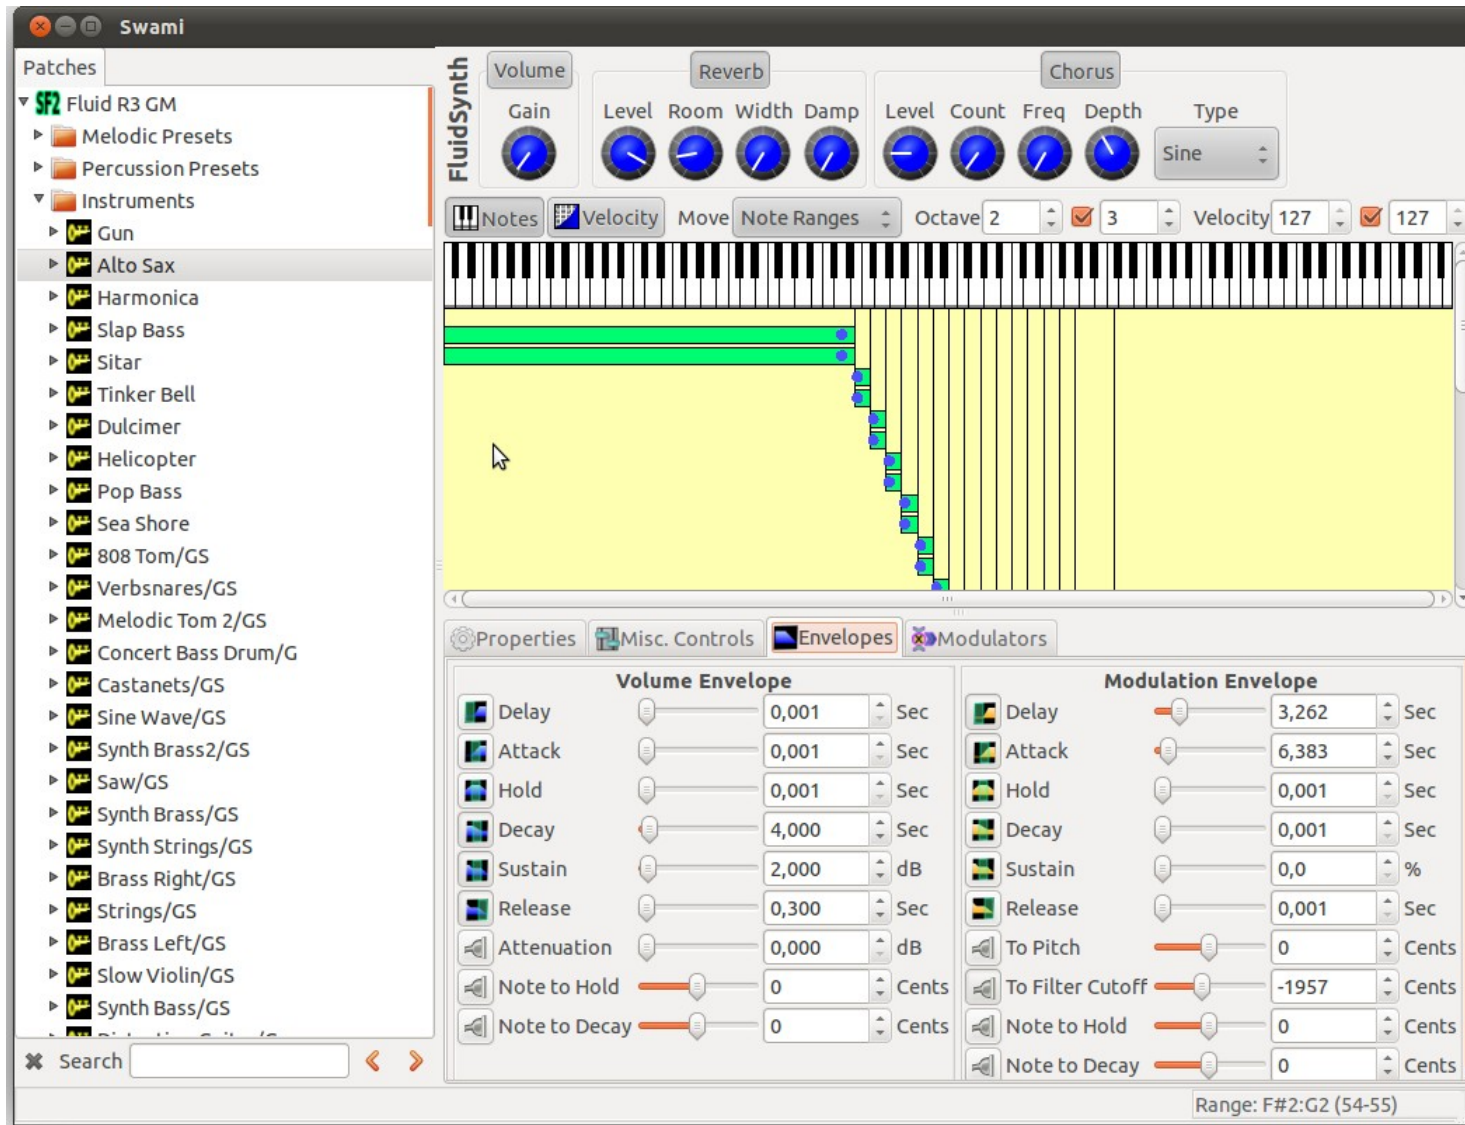 Swami
Patches
SF2 Fluid R3 GM
Melodic Presets
Percussion Presets
Instruments
Gun
Alto Sax
Harmonica
Slap Bass
Sitar
Tinker Bell
Dulcimer
Helicopter
Pop Bass
Sea Shore
808 Tom/GS
Verbsnares/GS
Melodic Tom 2/GS
Concert Bass Drum/G
Castanets/GS
Sine Wave/GS
Synth Brass2/GS
Saw/GS
Synth Brass/GS
Synth Strings/GS
Brass Right/GS
Strings/GS
Brass Left/GS
Slow Violin/GS
Synth Bass/GS
Search
FluidSynth
Volume Reverb Chorus
Gain Level Room Width Damp Level Count Freq Depth Type
Sine
Notes Velocity Move Note Ranges Octave 2 3 Velocity 127 127
Properties Misc. Controls Envelopes Modulators
Volume Envelope
Delay 0,001 Sec
Attack 0,001 Sec
Hold 0,001 Sec
Decay 4,000 Sec
Sustain 2,000 dB
Release 0,300 Sec
Attenuation 0,000 dB
Note to Hold 0 Cents
Note to Decay 0 Cents
Modulation Envelope
Delay 3,262 Sec
Attack 6,383 Sec
Hold 0,001 Sec
Decay 0,001 Sec
Sustain 0,0 %
Release 0,001 Sec
To Pitch 0 Cents
To Filter Cutoff -1957 Cents
Note to Hold 0 Cents
Note to Decay 0 Cents
Range: F#2:G2 (54-55)